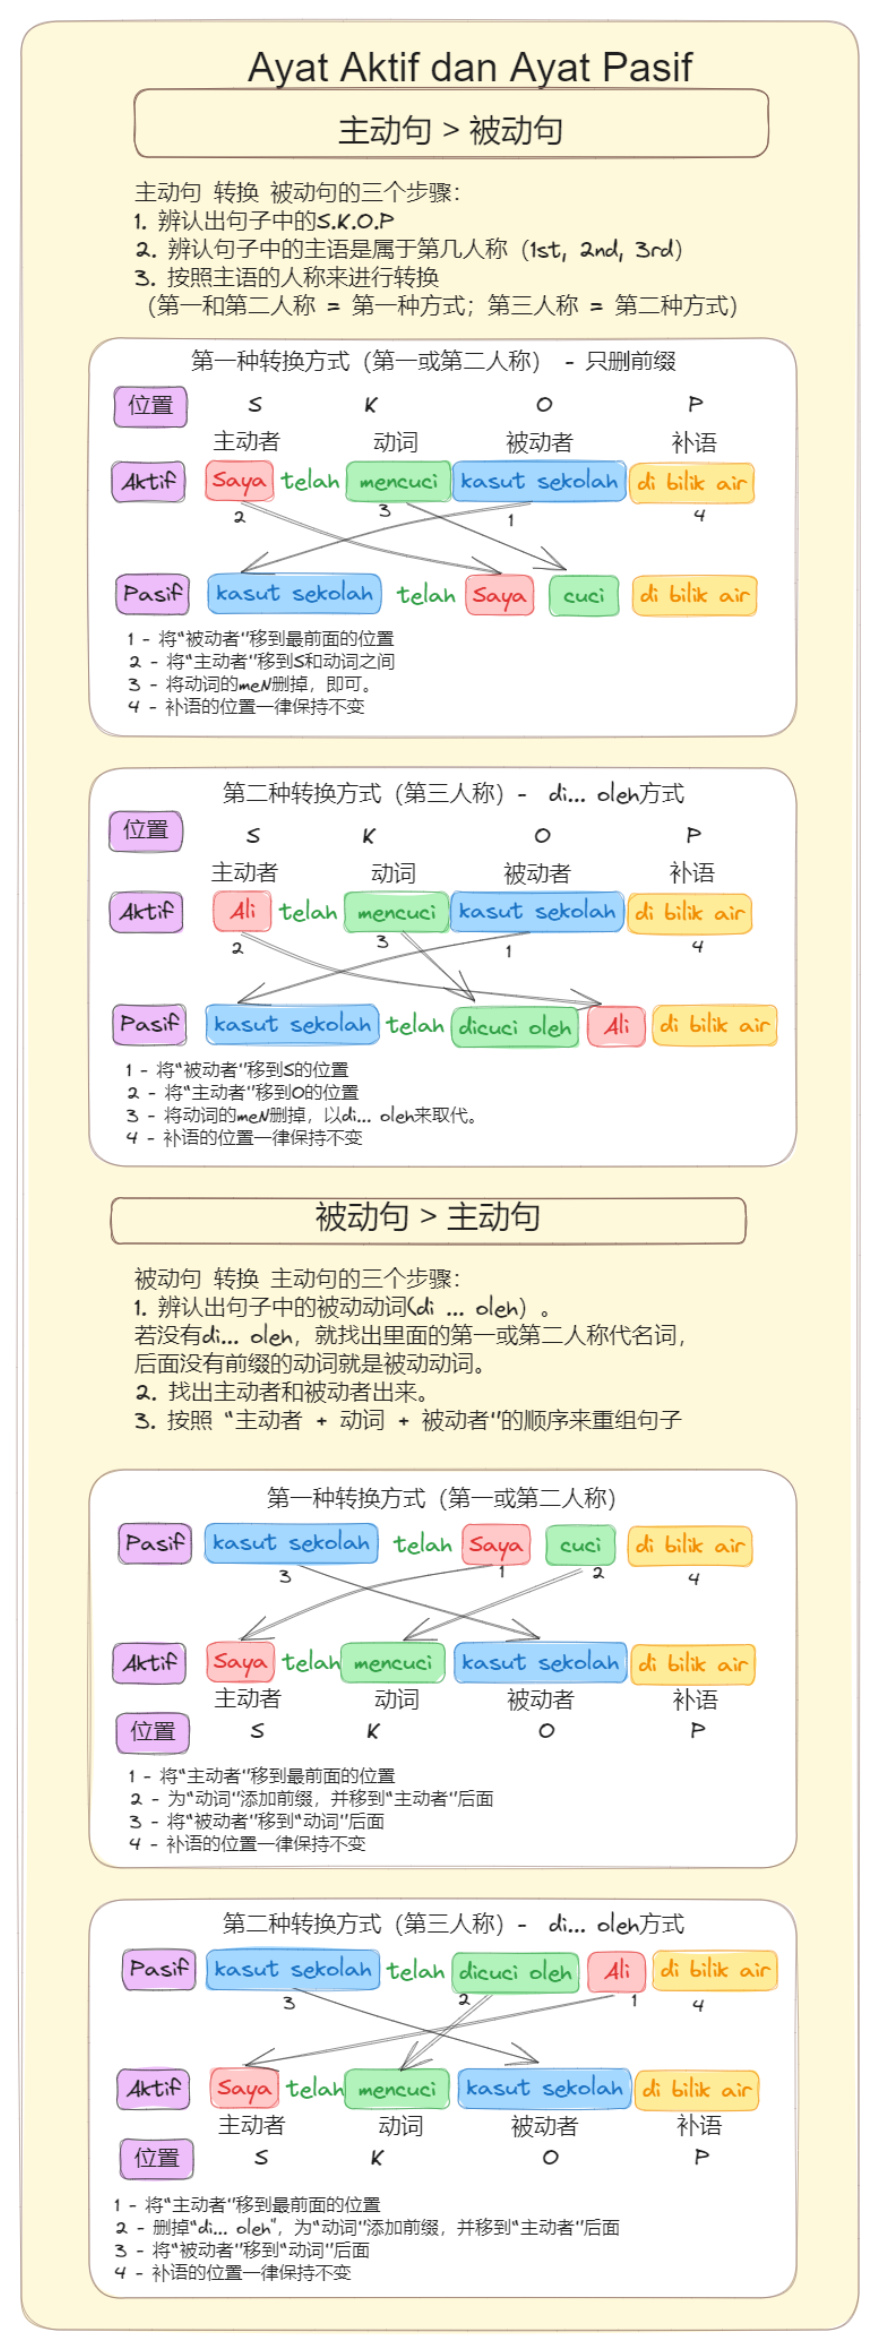 Ayat Aktif dan Ayat Pasif
主动句 > 被动句
主动句 转换 被动句的三个步骤：
1. 辨认出句子中的S.K.O.P
2. 辨认句子中的主语是属于第几人称（1st, 2nd, 3rd）
3. 按照主语的人称来进行转换
（第一和第二人称 = 第一种方式；第三人称 = 第二种方式）
第一种转换方式（第一或第二人称） - 只删前缀
位置 S K O P
主动者 动词 被动者 补语
Aktif Saya telah mencuci kasut sekolah di bilik air
2 3 1 4
Pasif kasut sekolah telah Saya cuci di bilik air
1 - 将“被动者”移到最前面的位置
2 - 将“主动者”移到S和动词之间
3 - 将动词的meN删掉，即可。
4 - 补语的位置一律保持不变
第二种转换方式（第三人称）- di... oleh方式
位置 S K O P
主动者 动词 被动者 补语
Aktif Ali telah mencuci kasut sekolah di bilik air
2 3 1 4
Pasif kasut sekolah telah dicuci oleh Ali di bilik air
1 - 将“被动者”移到S的位置
2 - 将“主动者”移到O的位置
3 - 将动词的meN删掉，以di... oleh来取代。
4 - 补语的位置一律保持不变
被动句 > 主动句
被动句 转换 主动句的三个步骤：
1. 辨认出句子中的被动动词(di ... oleh）。
若没有di... oleh，就找出里面的第一或第二人称代名词，
后面没有前缀的动词就是被动动词。
2. 找出主动者和被动者出来。
3. 按照 “主动者 + 动词 + 被动者”的顺序来重组句子
第一种转换方式（第一或第二人称）
Pasif kasut sekolah telah Saya cuci di bilik air
3 1 2 4
Aktif Saya telah mencuci kasut sekolah di bilik air
主动者 动词 被动者 补语
位置 S K O P
1 - 将“主动者”移到最前面的位置
2 - 为“动词”添加前缀，并移到“主动者”后面
3 - 将“被动者”移到“动词”后面
4 - 补语的位置一律保持不变
第二种转换方式（第三人称）- di... oleh方式
Pasif kasut sekolah telah dicuci oleh Ali di bilik air
3 2 1 4
Aktif Saya telah mencuci kasut sekolah di bilik air
主动者 动词 被动者 补语
位置 S K O P
1 - 将“主动者”移到最前面的位置
2 - 删掉“di... oleh”，为“动词”添加前缀，并移到“主动者”后面
3 - 将“被动者”移到“动词”后面
4 - 补语的位置一律保持不变